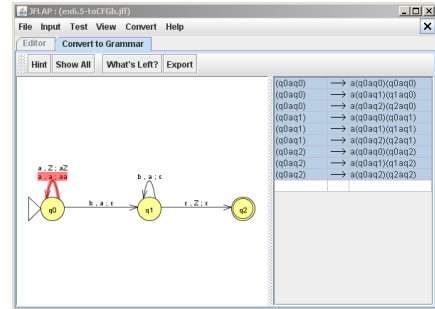 JFLAP : (ex6.5-toCFGb.jff)
File Input Test View Convert Help
Editor Convert to Grammar
Hint Show All What's Left? Export
a , Z ; aZ
a , a ; aa
b , a ; ε
b , a ; ε
ε , Z ; ε
q0
q1
q2
(q0aq0) → a(q0aq0)(q0aq0)
(q0aq0) → a(q0aq1)(q1aq0)
(q0aq0) → a(q0aq2)(q2aq0)
(q0aq1) → a(q0aq0)(q0aq1)
(q0aq1) → a(q0aq1)(q1aq1)
(q0aq1) → a(q0aq2)(q2aq1)
(q0aq2) → a(q0aq0)(q0aq2)
(q0aq2) → a(q0aq1)(q1aq2)
(q0aq2) → a(q0aq2)(q2aq2)